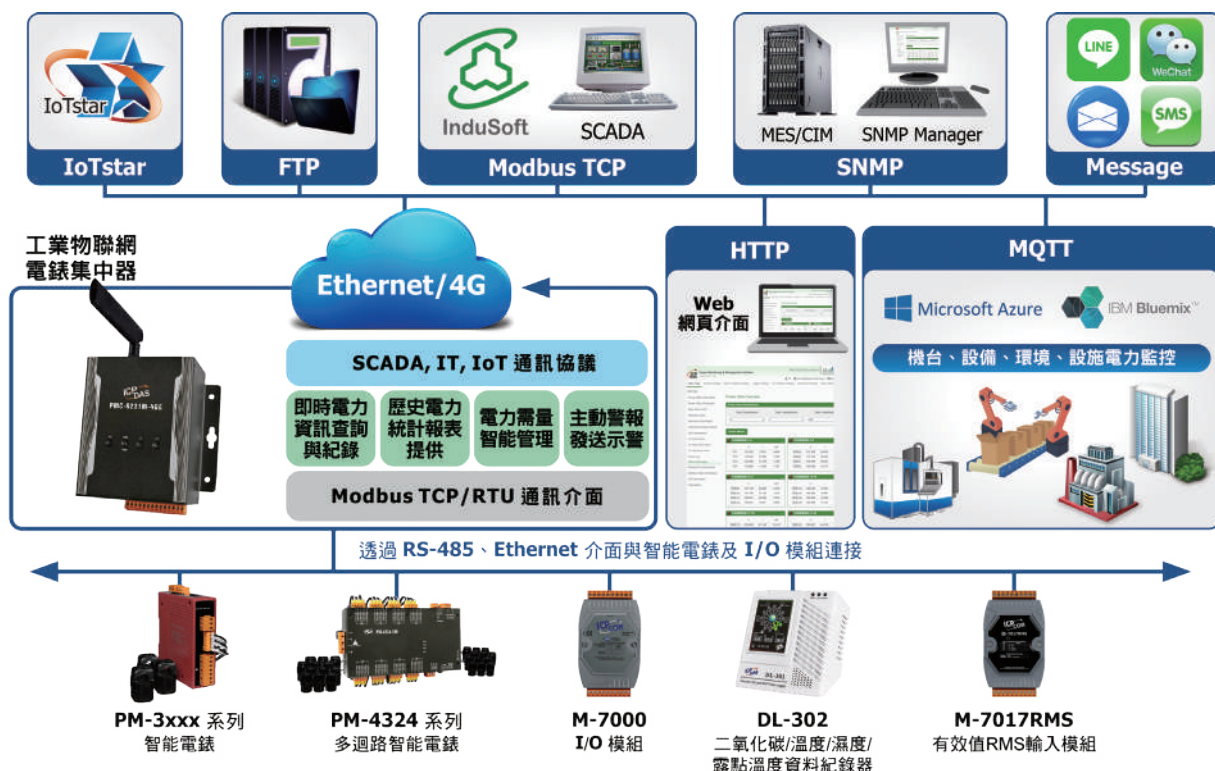 IoTstar
IoTstar
FTP
InduSoft
SCADA
Modbus TCP
MES/CIM
SNMP Manager
SNMP
LINE
WeChat
SMS
Message
工業物聯網
電錶集中器
Ethernet/4G
SCADA, IT, IoT 通訊協議
即時電力
資訊查詢
與紀錄
歷史電力
統計報表
提供
電力需量
智能管理
主動警報
發送示警
Modbus TCP/RTU 通訊介面
ICP DAS
HTTP
Web
網頁介面
MQTT
Microsoft Azure
IBM Bluemix™
機台、設備、環境、設施電力監控
透過 RS-485、Ethernet 介面與智能電錶及 I/O 模組連接
DL-302
PM-3xxx 系列
智能電錶
PM-4324 系列
多迴路智能電錶
M-7000
I/O 模組
DL-302
二氧化碳/溫度/濕度/
露點溫度資料紀錄器
M-7017RMS
有效值RMS輸入模組